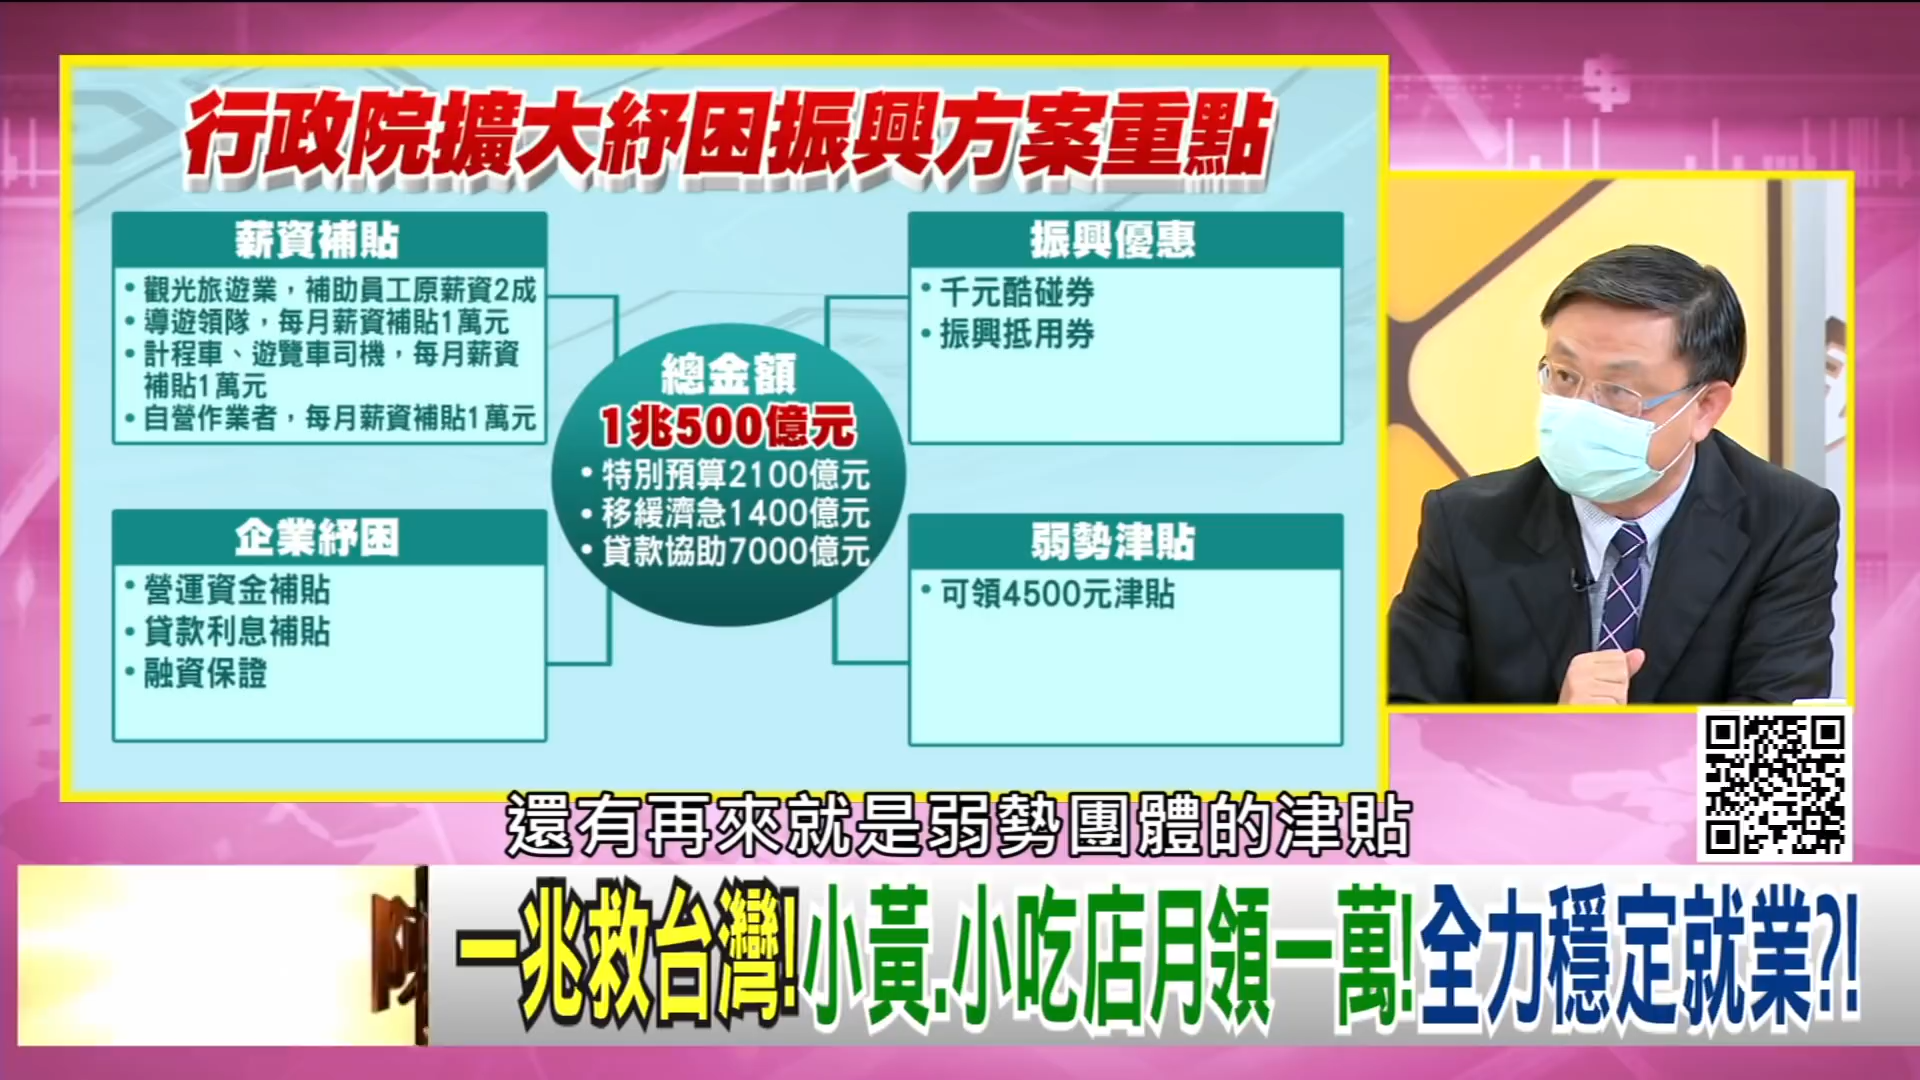 行政院擴大紓困振興方案重點
薪資補貼
•觀光旅遊業，補助員工原薪資2成
•導遊領隊，每月薪資補貼1萬元
•計程車、遊覽車司機，每月薪資
補貼1萬元
•自營作業者，每月薪資補貼1萬元
振興優惠
•千元酷碰券
•振興抵用券
總金額
1兆500億元
•特別預算2100億元
•移緩濟急1400億元
•貸款協助7000億元
企業紓困
•營運資金補貼
•貸款利息補貼
•融資保證
弱勢津貼
•可領4500元津貼
還有再來就是弱勢團體的津貼
一兆救台灣!小黃.小吃店月領一萬!全力穩定就業?!